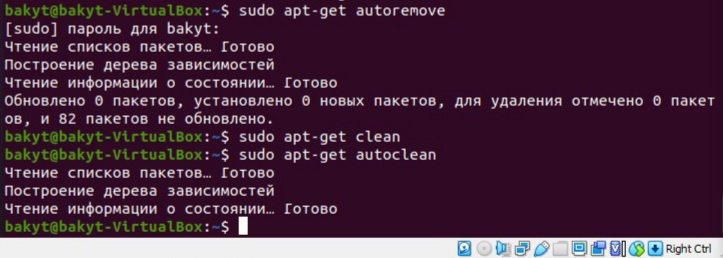 bakyt@bakyt-VirtualBox:~$ sudo apt-get autoremove
[sudo] пароль для bakyt:
Чтение списков пакетов… Готово
Построение дерева зависимостей
Чтение информации о состоянии… Готово
Обновлено 0 пакетов, установлено 0 новых пакетов, для удаления отмечено 0 пакет
ов, и 82 пакетов не обновлено.
bakyt@bakyt-VirtualBox:~$ sudo apt-get clean
bakyt@bakyt-VirtualBox:~$ sudo apt-get autoclean
Чтение списков пакетов… Готово
Построение дерева зависимостей
Чтение информации о состоянии… Готово
bakyt@bakyt-VirtualBox:~$
Right Ctrl